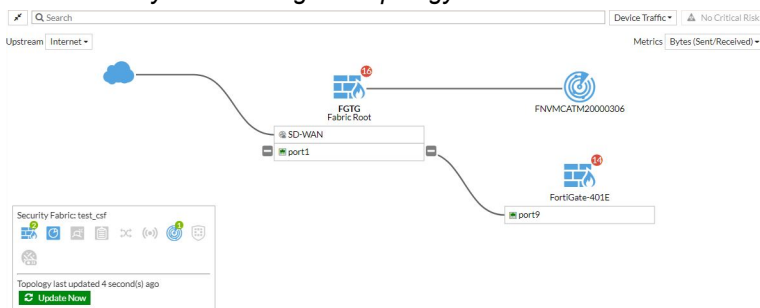 Search
Device Traffic
No Critical Risk
Upstream
Internet
Metrics
Bytes (Sent/Received)
16
FGTG
Fabric Root
FNVMCATM20000306
SD-WAN
port1
14
FortiGate-401E
port9
Security Fabric: test_csf
2
1
Topology last updated 4 second(s) ago
Update Now